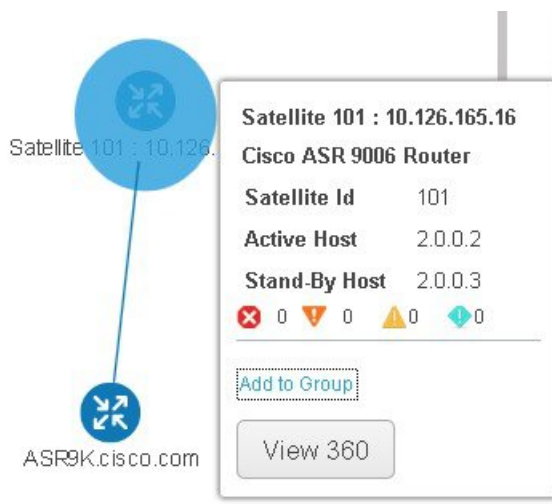 Satellite 101 : 10.126.
Satellite 101 : 10.126.165.16
Cisco ASR 9006 Router
Satellite Id 101
Active Host 2.0.0.2
Stand-By Host 2.0.0.3
0 0 0 0
Add to Group
View 360
ASR9K.cisco.com